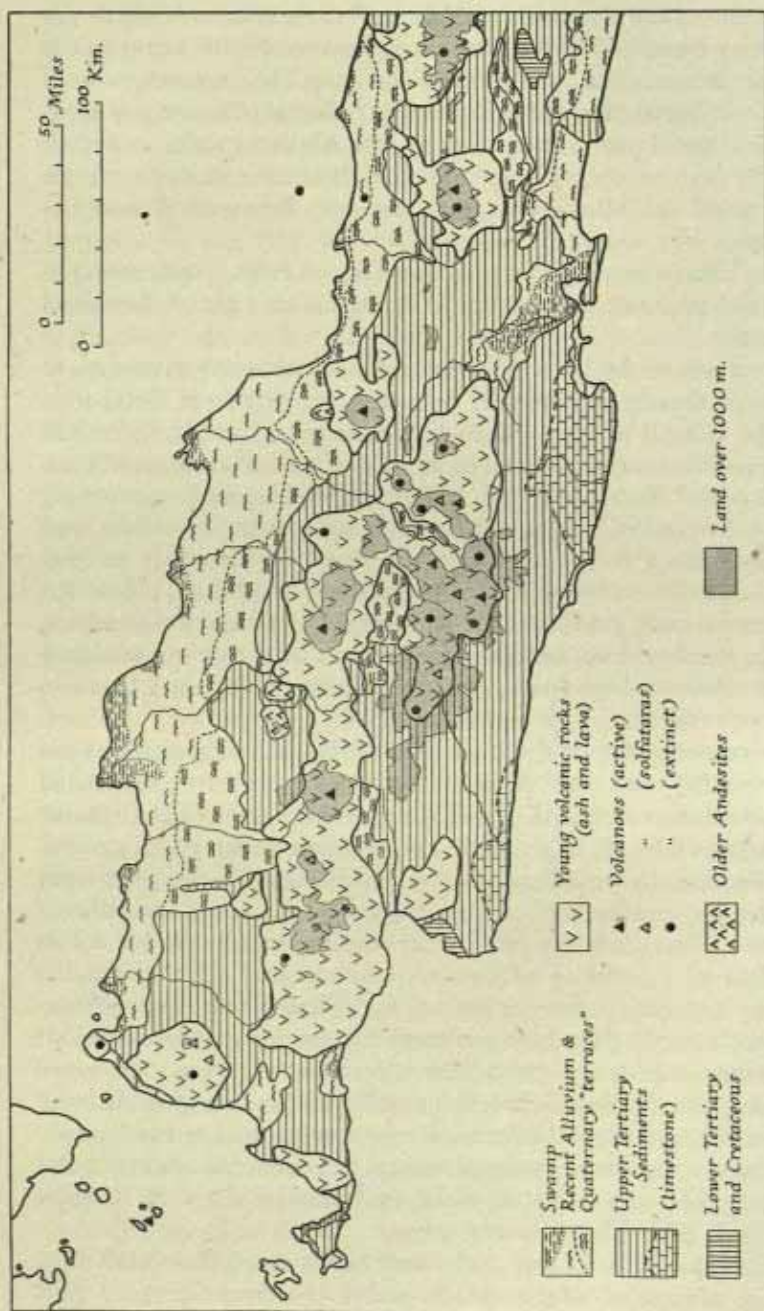 0 50 Miles
0 100 Km.
Swamp
Recent Alluvium &
Quaternary "terraces"
Upper Tertiary
Sediments
(limestone)
Lower Tertiary
and Cretaceous
Young volcanic rocks
(ash and lava)
Volcanoes (active)
" (solfataras)
" (extinct)
Older Andesites
Land over 1000 m.